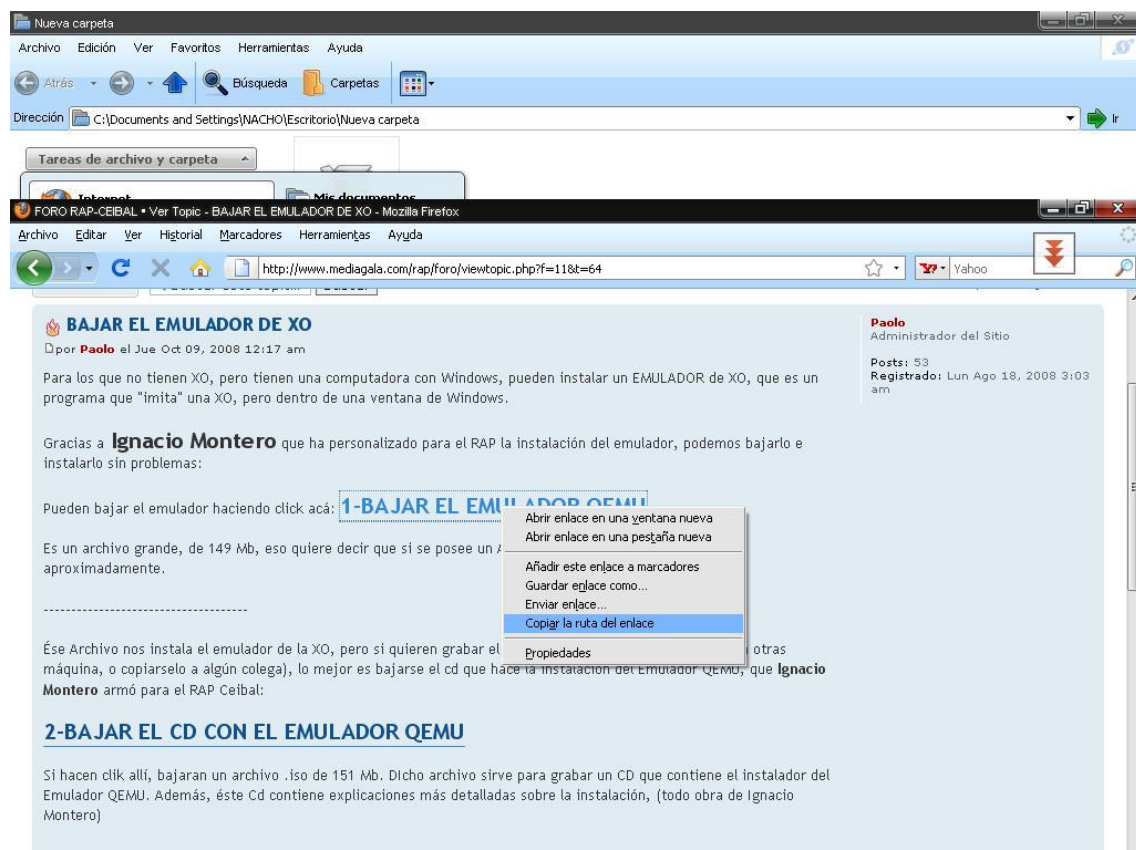 Nueva carpeta
Archivo Edición Ver Favoritos Herramientas Ayuda
Atrás Búsqueda Carpetas
Dirección C:\Documents and Settings\NACHO\Escritorio\Nueva carpeta Ir
Tareas de archivo y carpeta
Internet Mis documentos
FORO RAP-CEIBAL • Ver Topic - BAJAR EL EMULADOR DE XO - Mozilla Firefox
Archivo Editar Ver Historial Marcadores Herramientas Ayuda
http://www.mediagala.com/rap/foro/viewtopic.php?f=11&t=64 Yahoo
BAJAR EL EMULADOR DE XO
por Paolo el Jue Oct 09, 2008 12:17 am
Para los que no tienen XO, pero tienen una computadora con Windows, pueden instalar un EMULADOR de XO, que es un
programa que "imita" una XO, pero dentro de una ventana de Windows.
Gracias a Ignacio Montero que ha personalizado para el RAP la instalación del emulador, podemos bajarlo e
instalarlo sin problemas:
Pueden bajar el emulador haciendo click acá: 1-BAJAR EL EMULADOR QEMU
Es un archivo grande, de 149 Mb, eso quiere decir que si se posee un
aproximadamente.
-------------------------------------
Ése Archivo nos instala el emulador de la XO, pero si quieren grabar el otras
máquina, o copiarselo a algún colega), lo mejor es bajarse el cd que hace la instalación del Emulador QEMU, que Ignacio
Montero armó para el RAP Ceibal:
2-BAJAR EL CD CON EL EMULADOR QEMU
Si hacen clik allí, bajaran un archivo .iso de 151 Mb. DIcho archivo sirve para grabar un CD que contiene el instalador del
Emulador QEMU. Además, éste Cd contiene explicaciones más detalladas sobre la instalación, (todo obra de Ignacio
Montero)
Paolo
Administrador del Sitio
Posts: 53
Registrado: Lun Ago 18, 2008 3:03
am
Abrir enlace en una ventana nueva
Abrir enlace en una pestaña nueva
Añadir este enlace a marcadores
Guardar enlace como...
Enviar enlace...
Copiar la ruta del enlace
Propiedades